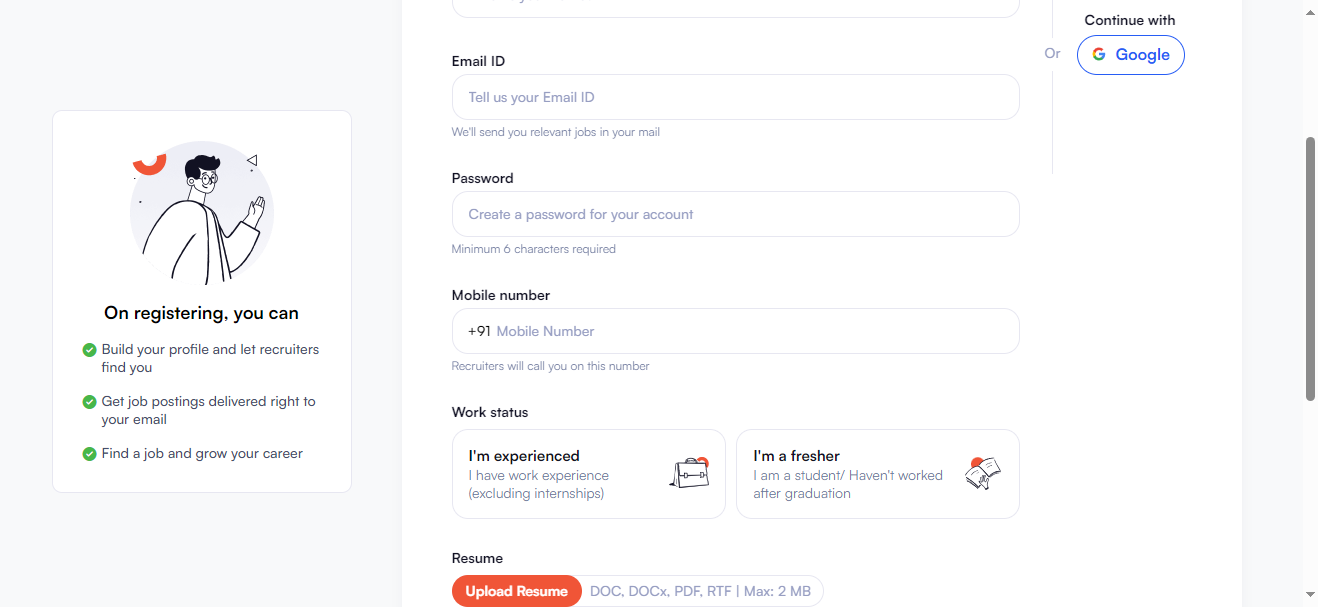 Continue with
Or
Google
Email ID
Tell us your Email ID
We'll send you relevant jobs in your mail
Password
Create a password for your account
Minimum 6 characters required
Mobile number
+91 Mobile Number
Recruiters will call you on this number
Work status
I'm experienced
I have work experience
(excluding internships)
I'm a fresher
I am a student/ Haven't worked
after graduation
Resume
Upload Resume
DOC, DOCx, PDF, RTF | Max: 2 MB
On registering, you can
Build your profile and let recruiters
find you
Get job postings delivered right to
your email
Find a job and grow your career